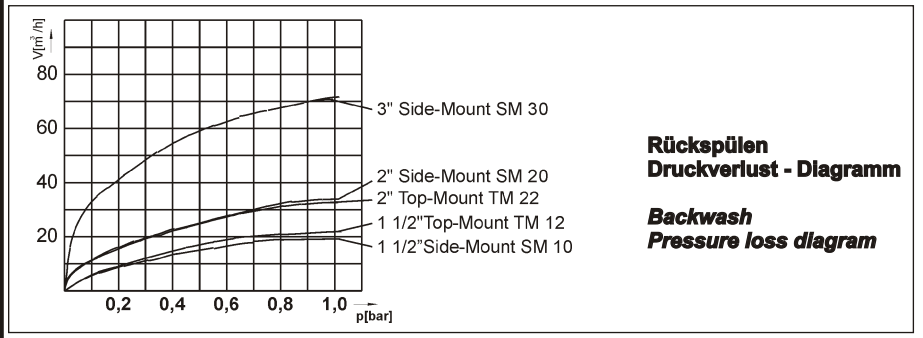 V[m³/h]
80
60
40
20
0,2 0,4 0,6 0,8 1,0
p[bar]
3" Side-Mount SM 30
2" Side-Mount SM 20
2" Top-Mount TM 22
1 1/2"Top-Mount TM 12
1 1/2"Side-Mount SM 10
Rückspülen
Druckverlust - Diagramm
Backwash
Pressure loss diagram